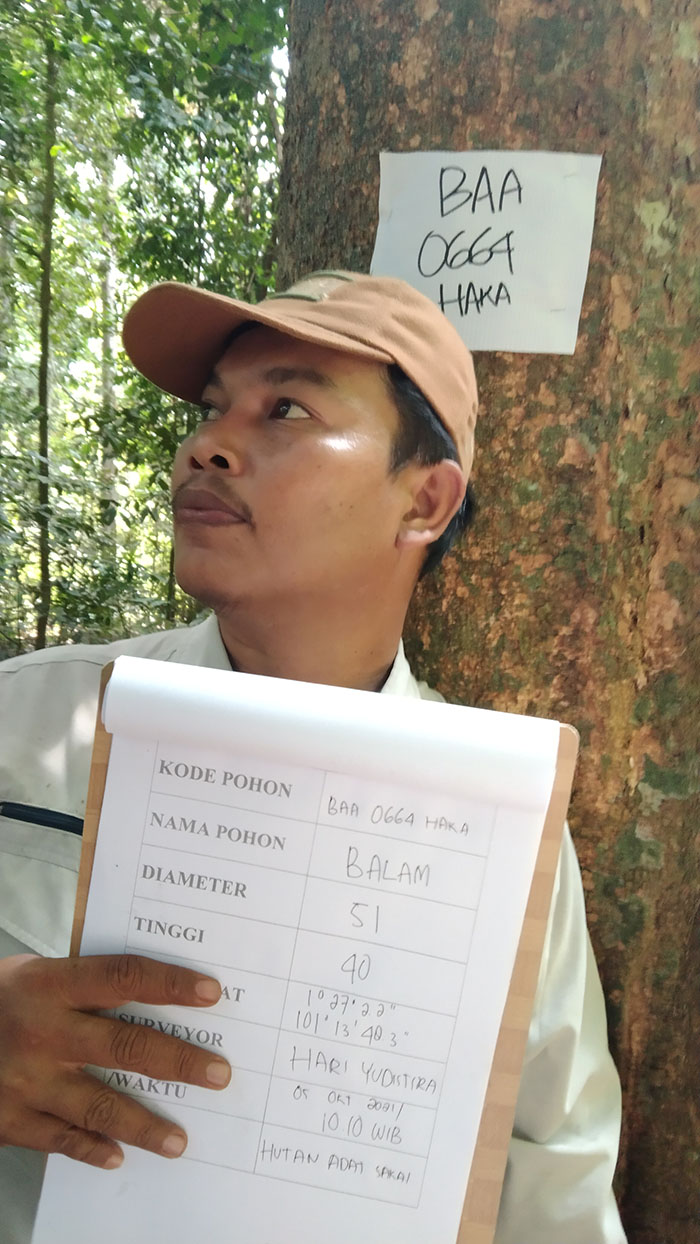 BAA
0664
HAKA
KODE POHON BAA 0664 HAKA
NAMA POHON BALAM
DIAMETER 51
TINGGI 40
AT 1° 27' 22"
101° 13' 40 3"
SURVEYOR HARI YUDISTIRA
/WAKTU 05 OKT 2021/
10 10 WIB
HUTAN ADAT SAKAI